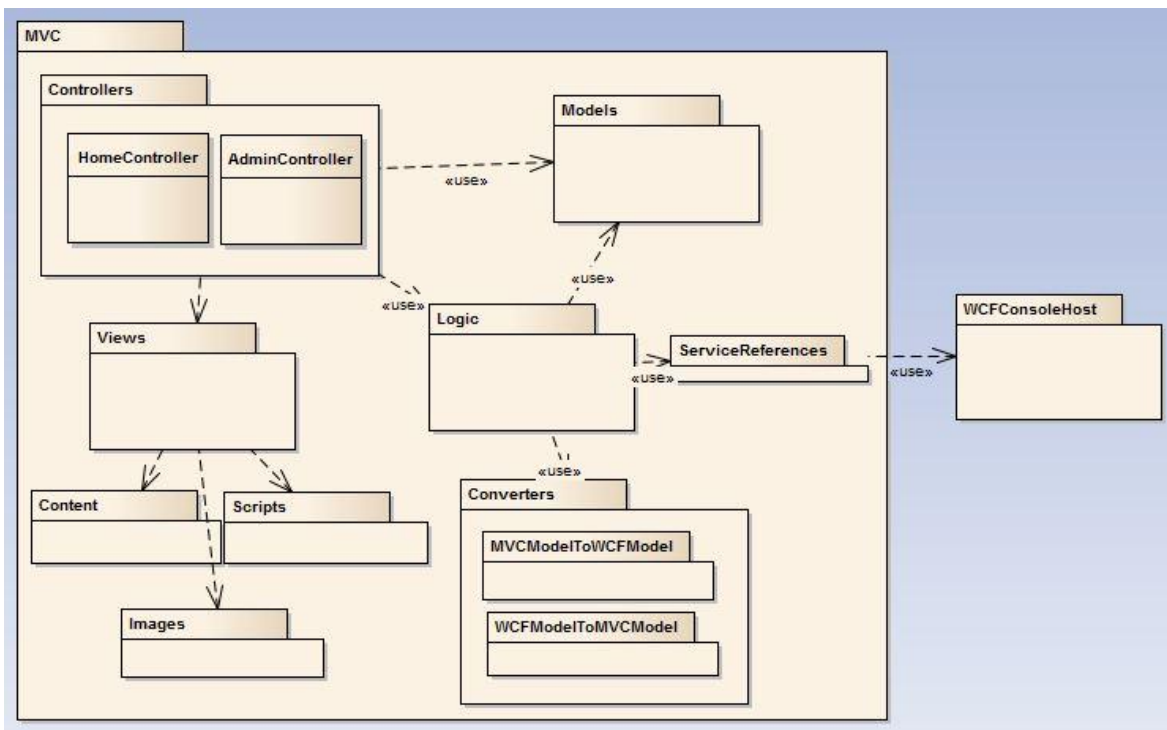 MVC
Controllers
HomeController
AdminController
Models
«use»
«use»
«use»
Logic
Views
ServiceReferences
«use»
WCFConsoleHost
«use»
«use»
Converters
Content
Scripts
MVCModelToWCFModel
WCFModelToMVCModel
Images